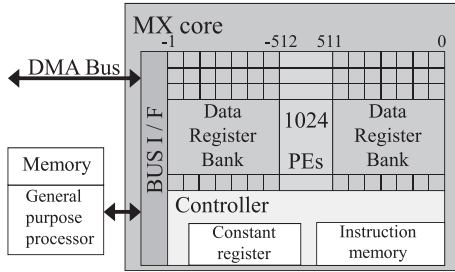 MX core
-1 -512 511 0
DMA Bus
BUS I / F
Data
Register
Bank
1024
PEs
Data
Register
Bank
Memory
General
purpose
processor
Controller
Constant
register
Instruction
memory